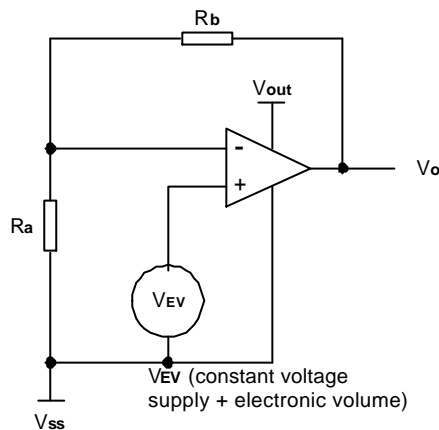 Rb
Vout
-
+
Vo
Ra
VEV
VEV (constant voltage
supply + electronic volume)
Vss